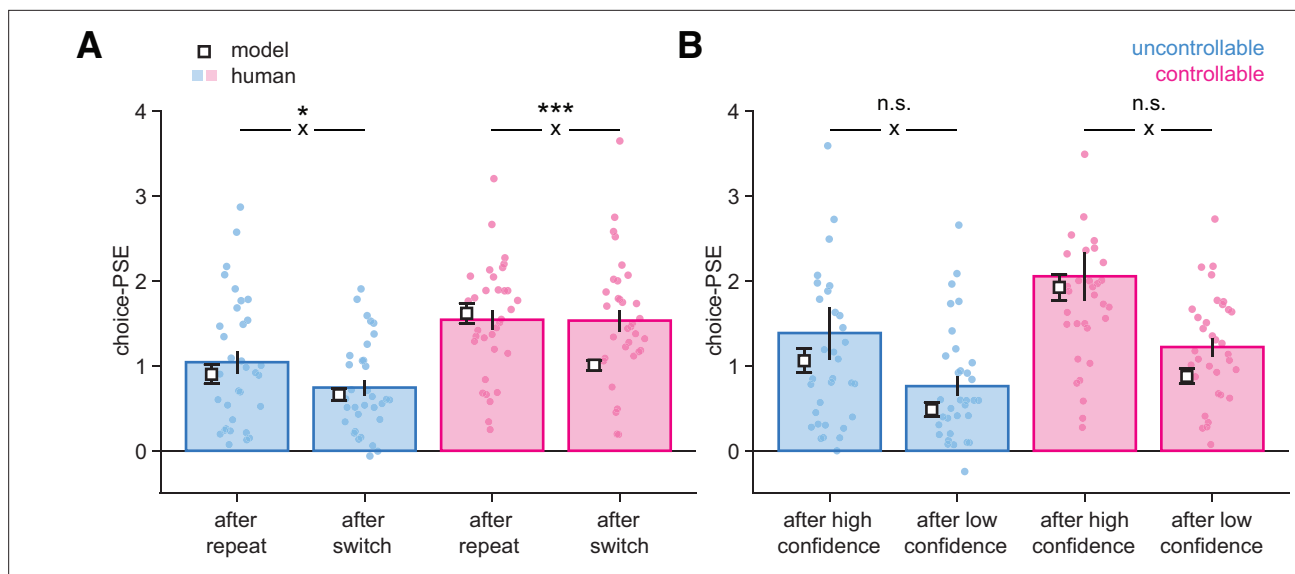 A
model
human
B
uncontrollable
controllable
*
x
***
x
n.s.
x
n.s.
x
choice-PSE
4
3
2
1
0
after
repeat
after
switch
after
repeat
after
switch
choice-PSE
4
3
2
1
0
after high
confidence
after low
confidence
after high
confidence
after low
confidence